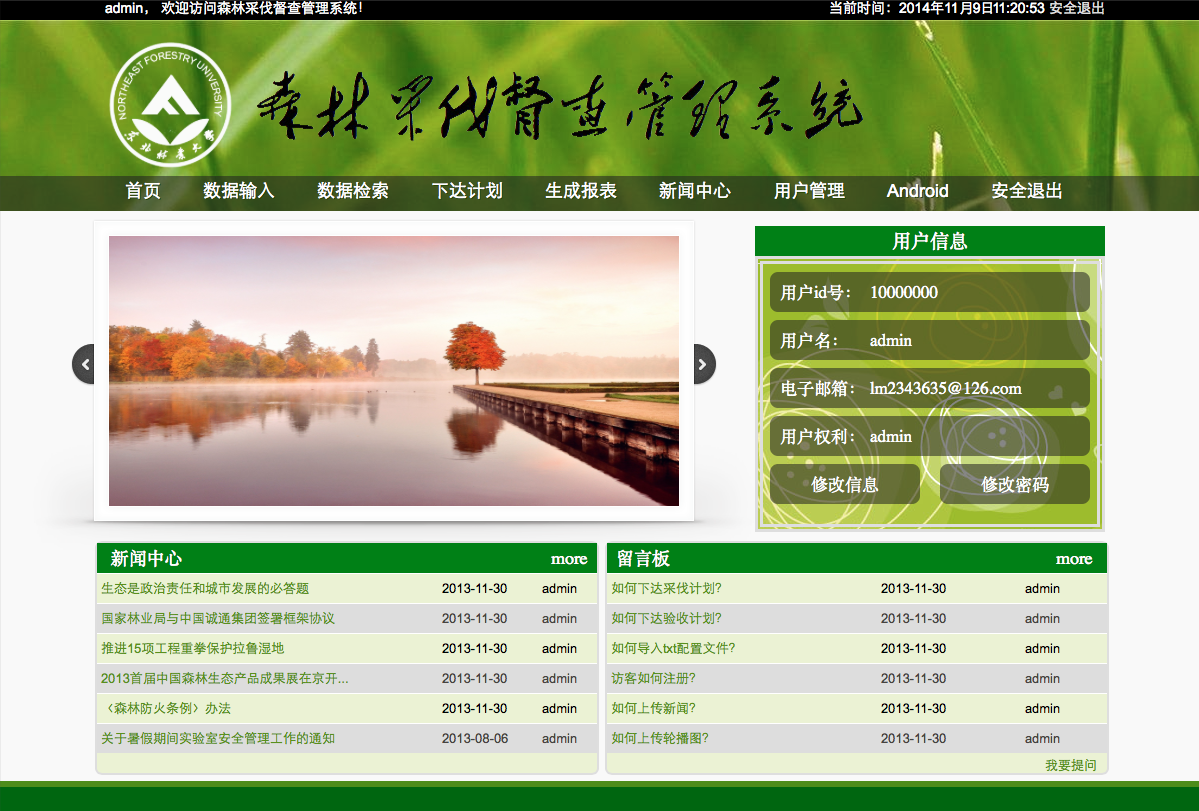 admin， 欢迎访问森林采伐督查管理系统！
当前时间：2014年11月9日11:20:53 安全退出
NORTHEAST FORESTRY UNIVERSITY
东北林业大学
森林采伐督查管理系统
首页 数据输入 数据检索 下达计划 生成报表 新闻中心 用户管理 Android 安全退出
用户信息
用户id号： 10000000
用户名： admin
电子邮箱： lm2343635@126.com
用户权利： admin
修改信息 修改密码
新闻中心 more
生态是政治责任和城市发展的必答题 2013-11-30 admin
国家林业局与中国诚通集团签署框架协议 2013-11-30 admin
推进15项工程重拳保护拉鲁湿地 2013-11-30 admin
2013首届中国森林生态产品成果展在京开... 2013-11-30 admin
〈森林防火条例〉办法 2013-11-30 admin
关于暑假期间实验室安全管理工作的通知 2013-08-06 admin
留言板 more
如何下达采伐计划? 2013-11-30 admin
如何下达验收计划? 2013-11-30 admin
如何导入txt配置文件? 2013-11-30 admin
访客如何注册? 2013-11-30 admin
如何上传新闻? 2013-11-30 admin
如何上传轮播图? 2013-11-30 admin
我要提问